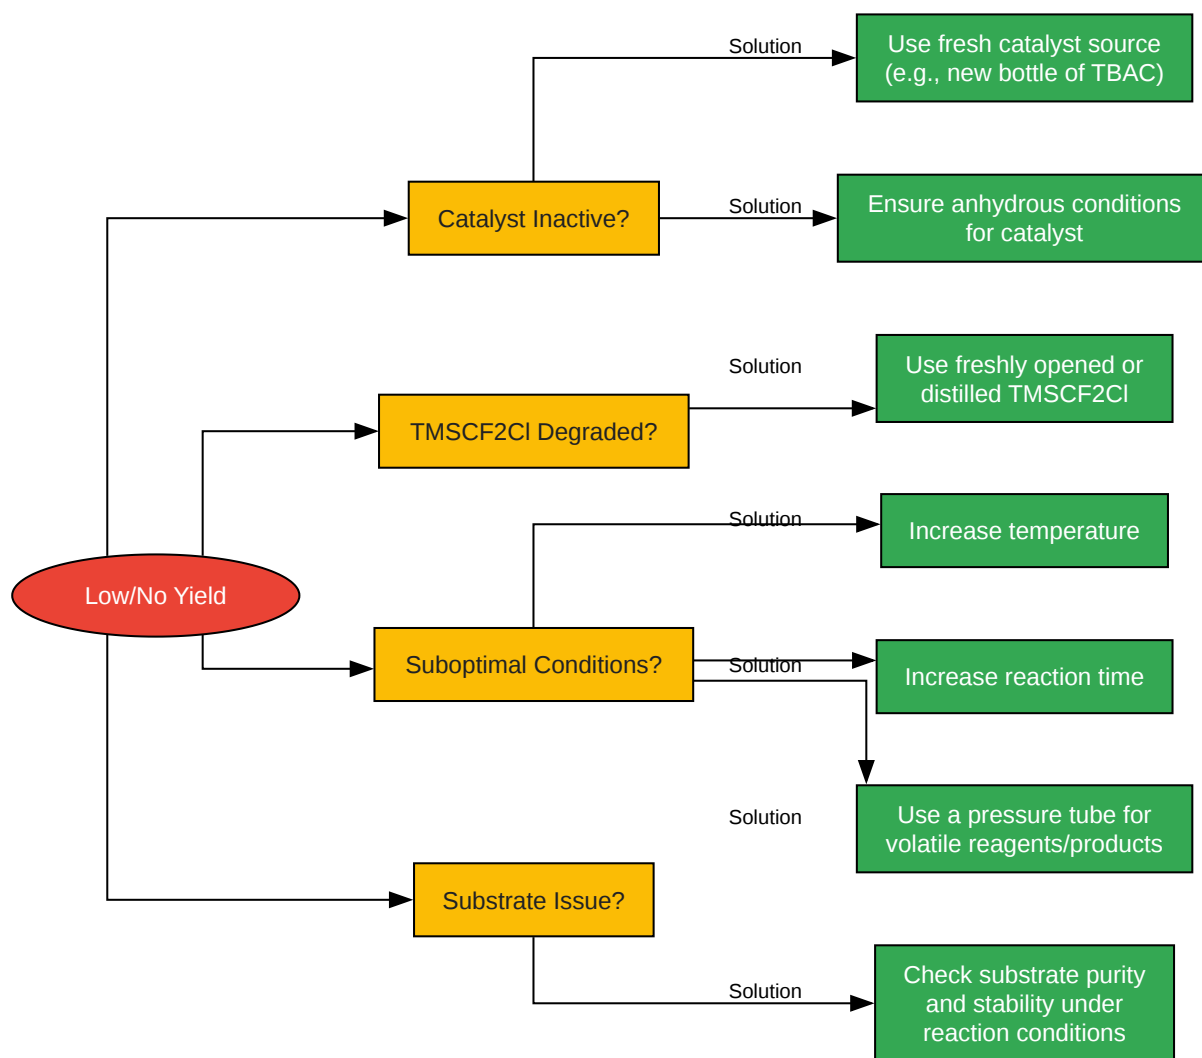 Solution
Use fresh catalyst source
(e.g., new bottle of TBAC)
Catalyst Inactive?
Solution
Ensure anhydrous conditions
for catalyst
Solution
Use freshly opened or
distilled TMSCF2Cl
TMSCF2Cl Degraded?
Solution
Increase temperature
Low/No Yield
Suboptimal Conditions?
Solution
Increase reaction time
Solution
Use a pressure tube for
volatile reagents/products
Substrate Issue?
Solution
Check substrate purity
and stability under
reaction conditions